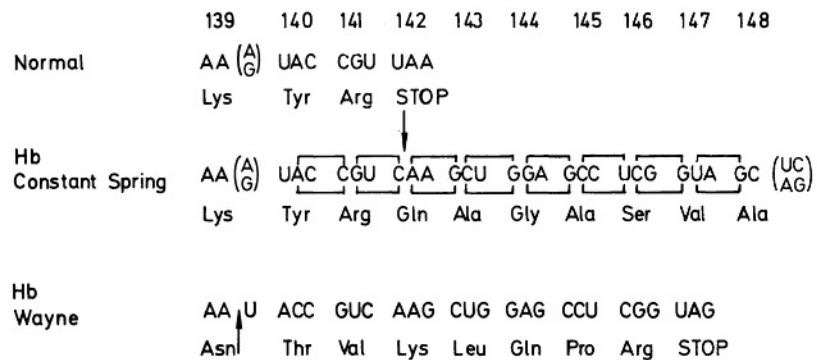 139 140 141 142 143 144 145 146 147 148
Normal AA (A/G) UAC CGU UAA
Lys Tyr Arg STOP
Hb
Constant Spring AA (A/G) UAC CGU CAA GCU GGA GCC UCG GUA GC (UC/AG)
Lys Tyr Arg Gln Ala Gly Ala Ser Val Ala
Hb
Wayne AA U ACC GUC AAG CUG GAG CCU CGG UAG
Asn Thr Val Lys Leu Gln Pro Arg STOP